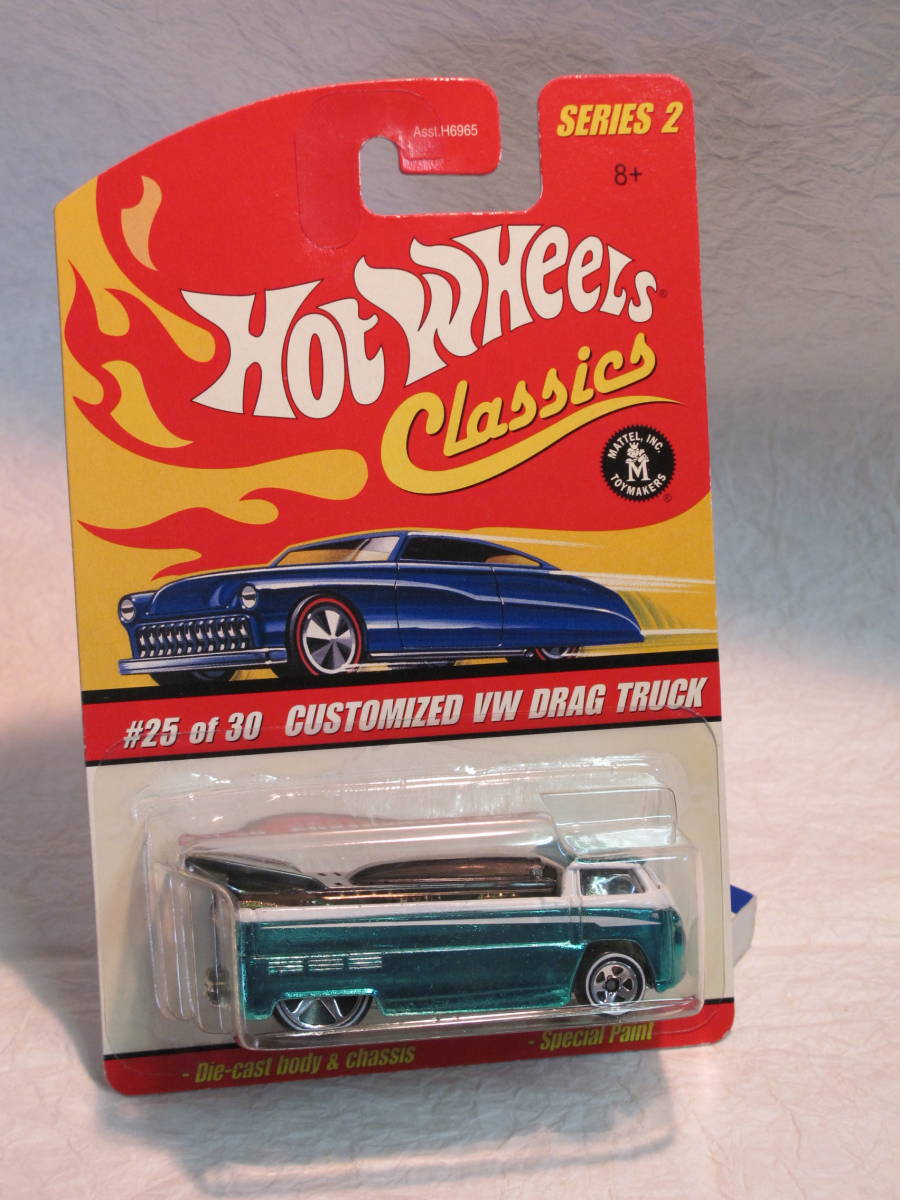 Asst.H6965
SERIES 2
8+
Hot Wheels®
Classics
MATTEL, INC.
M
TOYMAKERS
®
#25 of 30 CUSTOMIZED VW DRAG TRUCK
- Die-cast body & chassis
- Special Paint